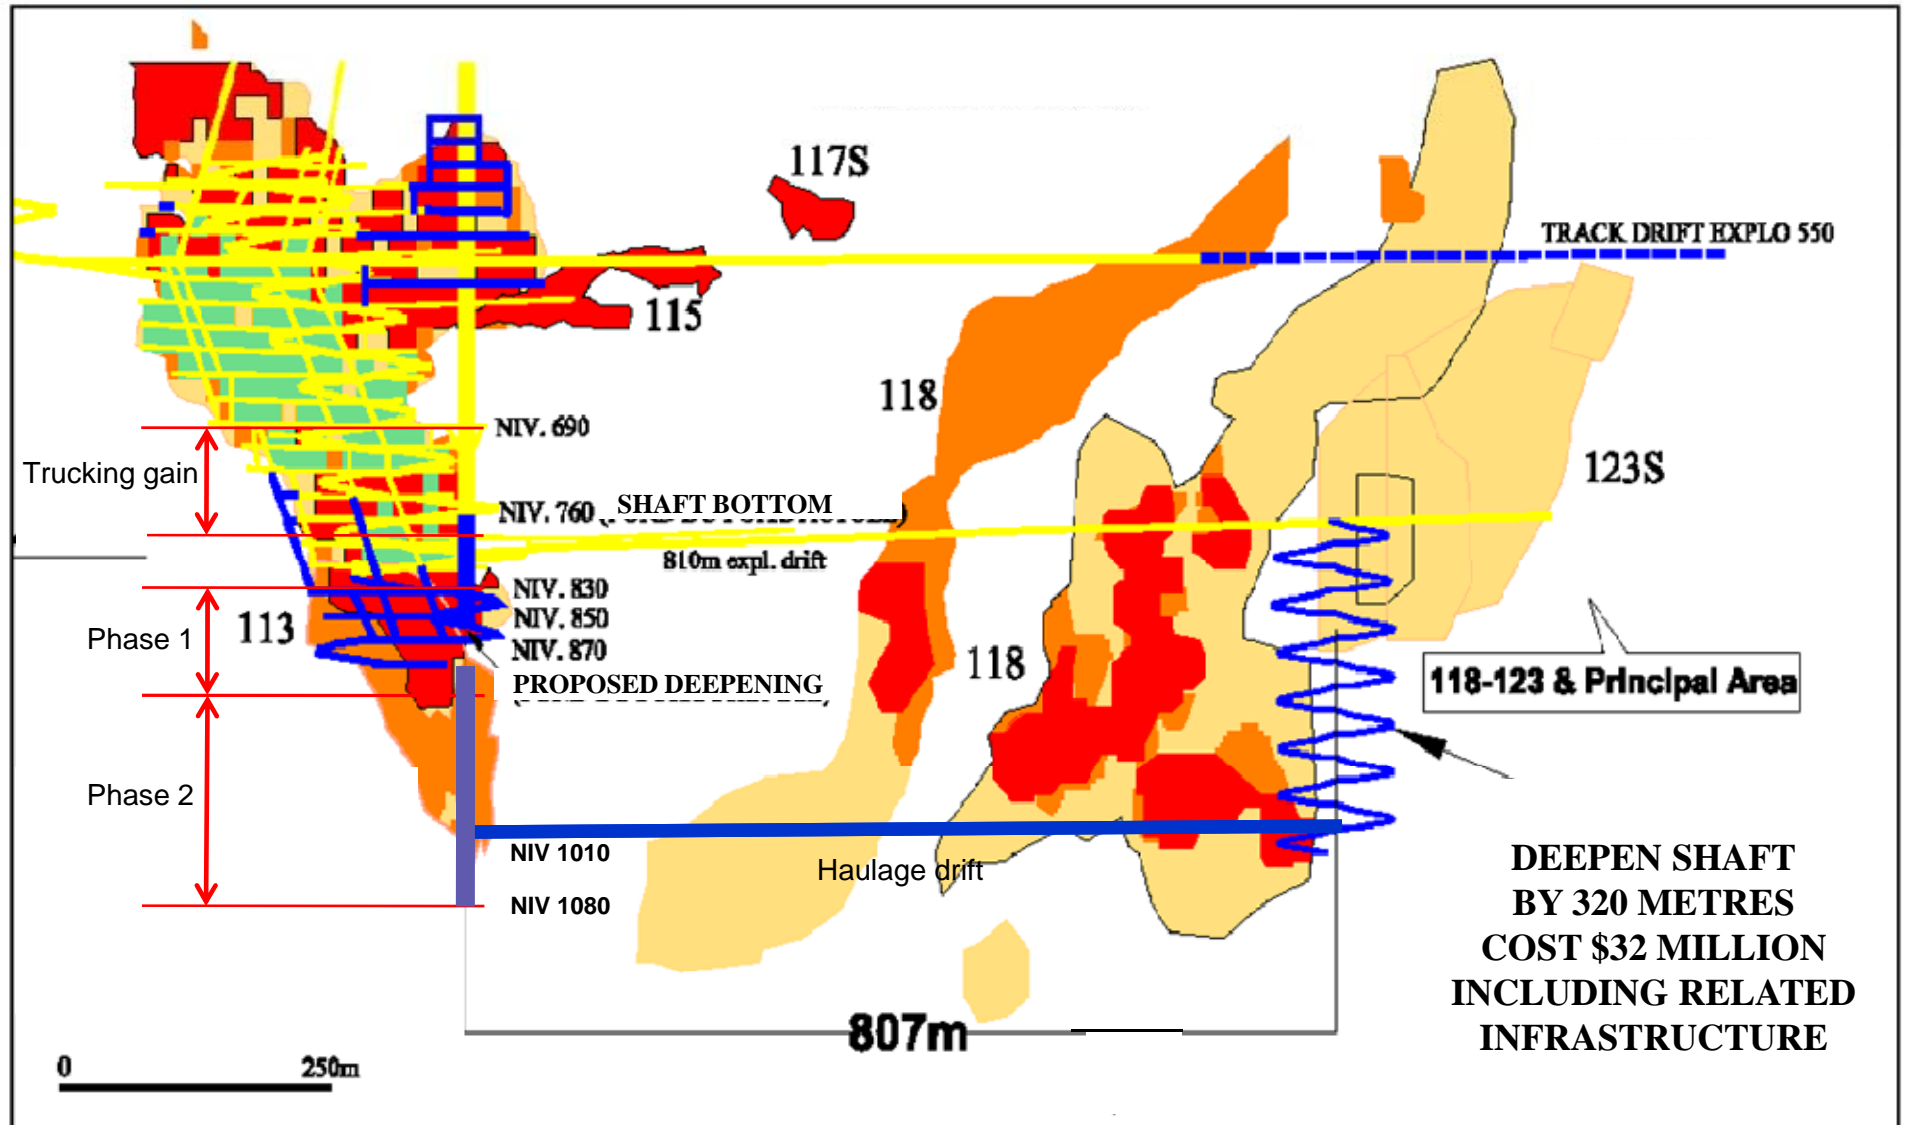 117S
TRACK DRIFT EXPLO 550
115
118
NIV. 690
Trucking gain
123S
NIV. 760 (
SHAFT BOTTOM
810m expl. drift
NIV. 830
113
NIV. 850
Phase 1
NIV. 870
118
PROPOSED DEEPENING
118-123 & Principal Area
Phase 2
NIV 1010
Haulage drift
NIV 1080
DEEPEN SHAFT
BY 320 METRES
COST $32 MILLION
INCLUDING RELATED
INFRASTRUCTURE
807m
0
250m